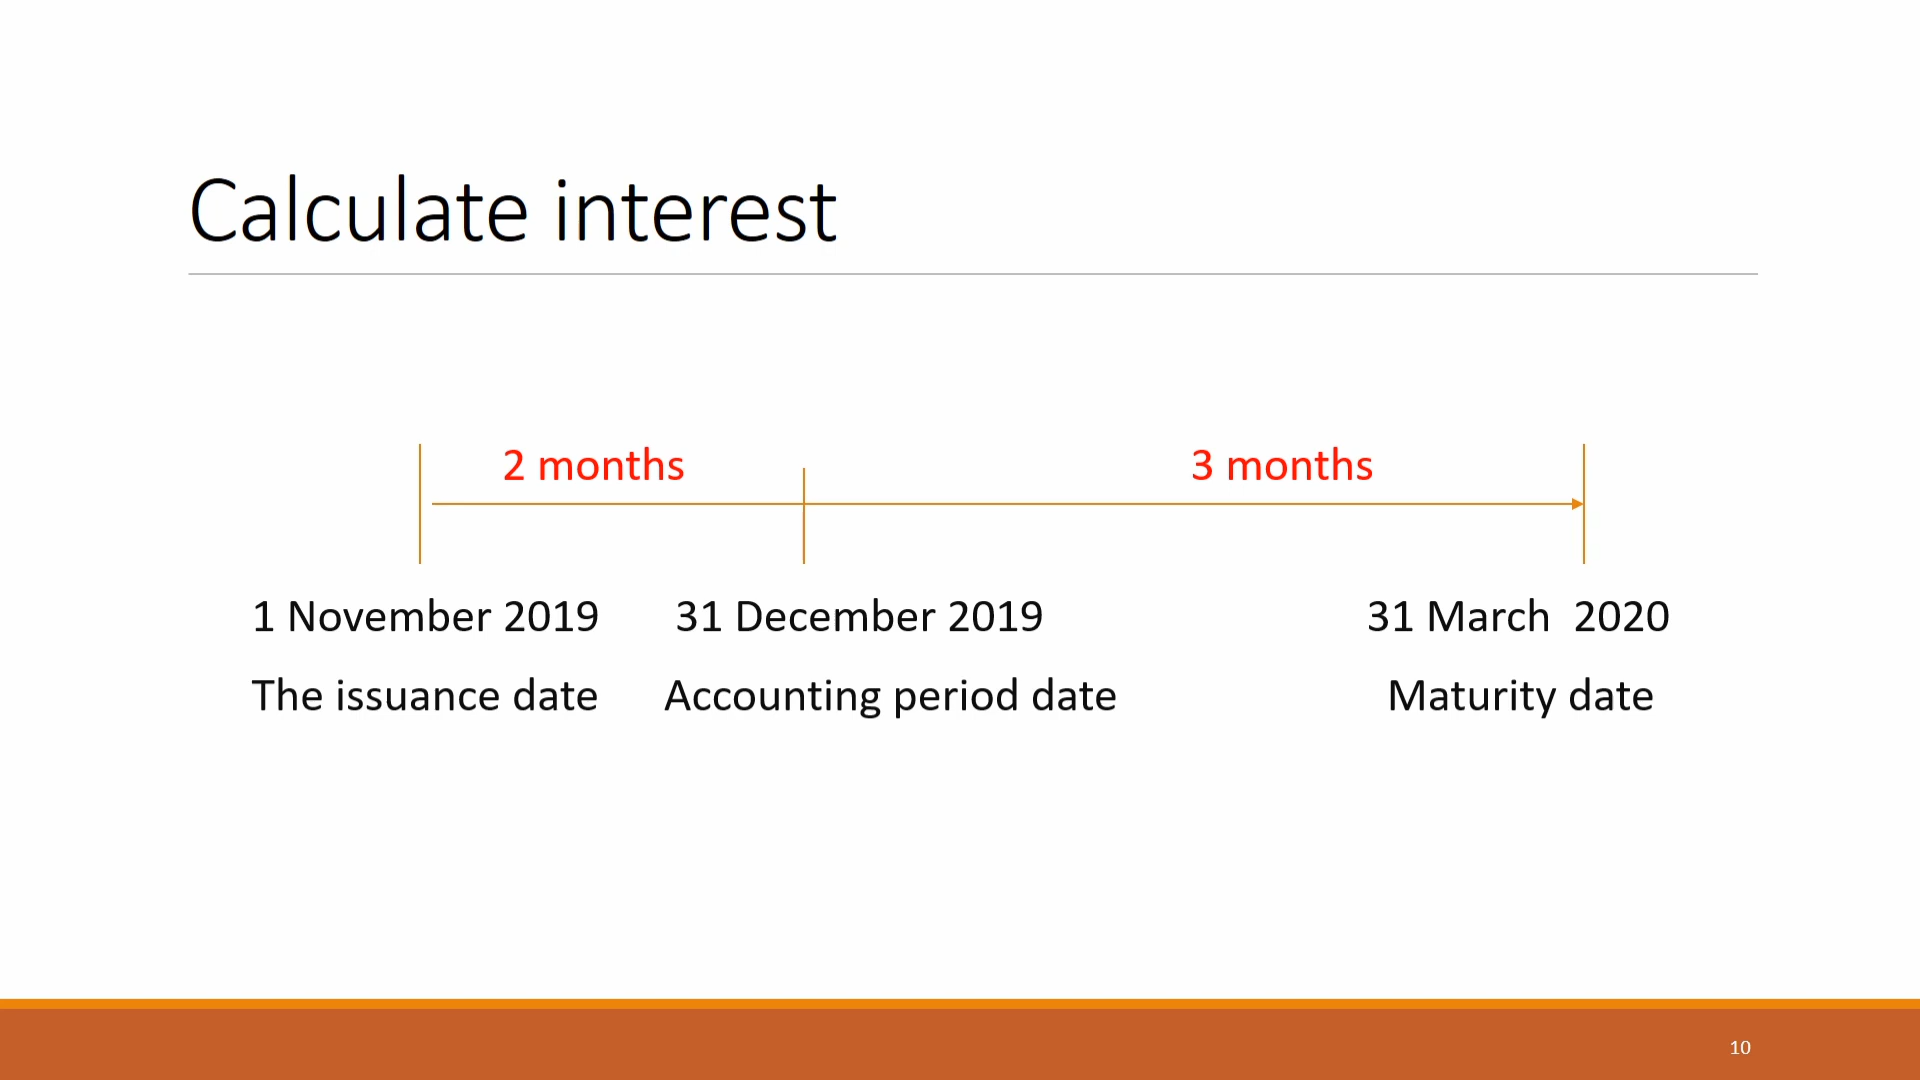 Calculate interest
2 months 3 months
1 November 2019 31 December 2019 31 March 2020
The issuance date Accounting period date Maturity date
10